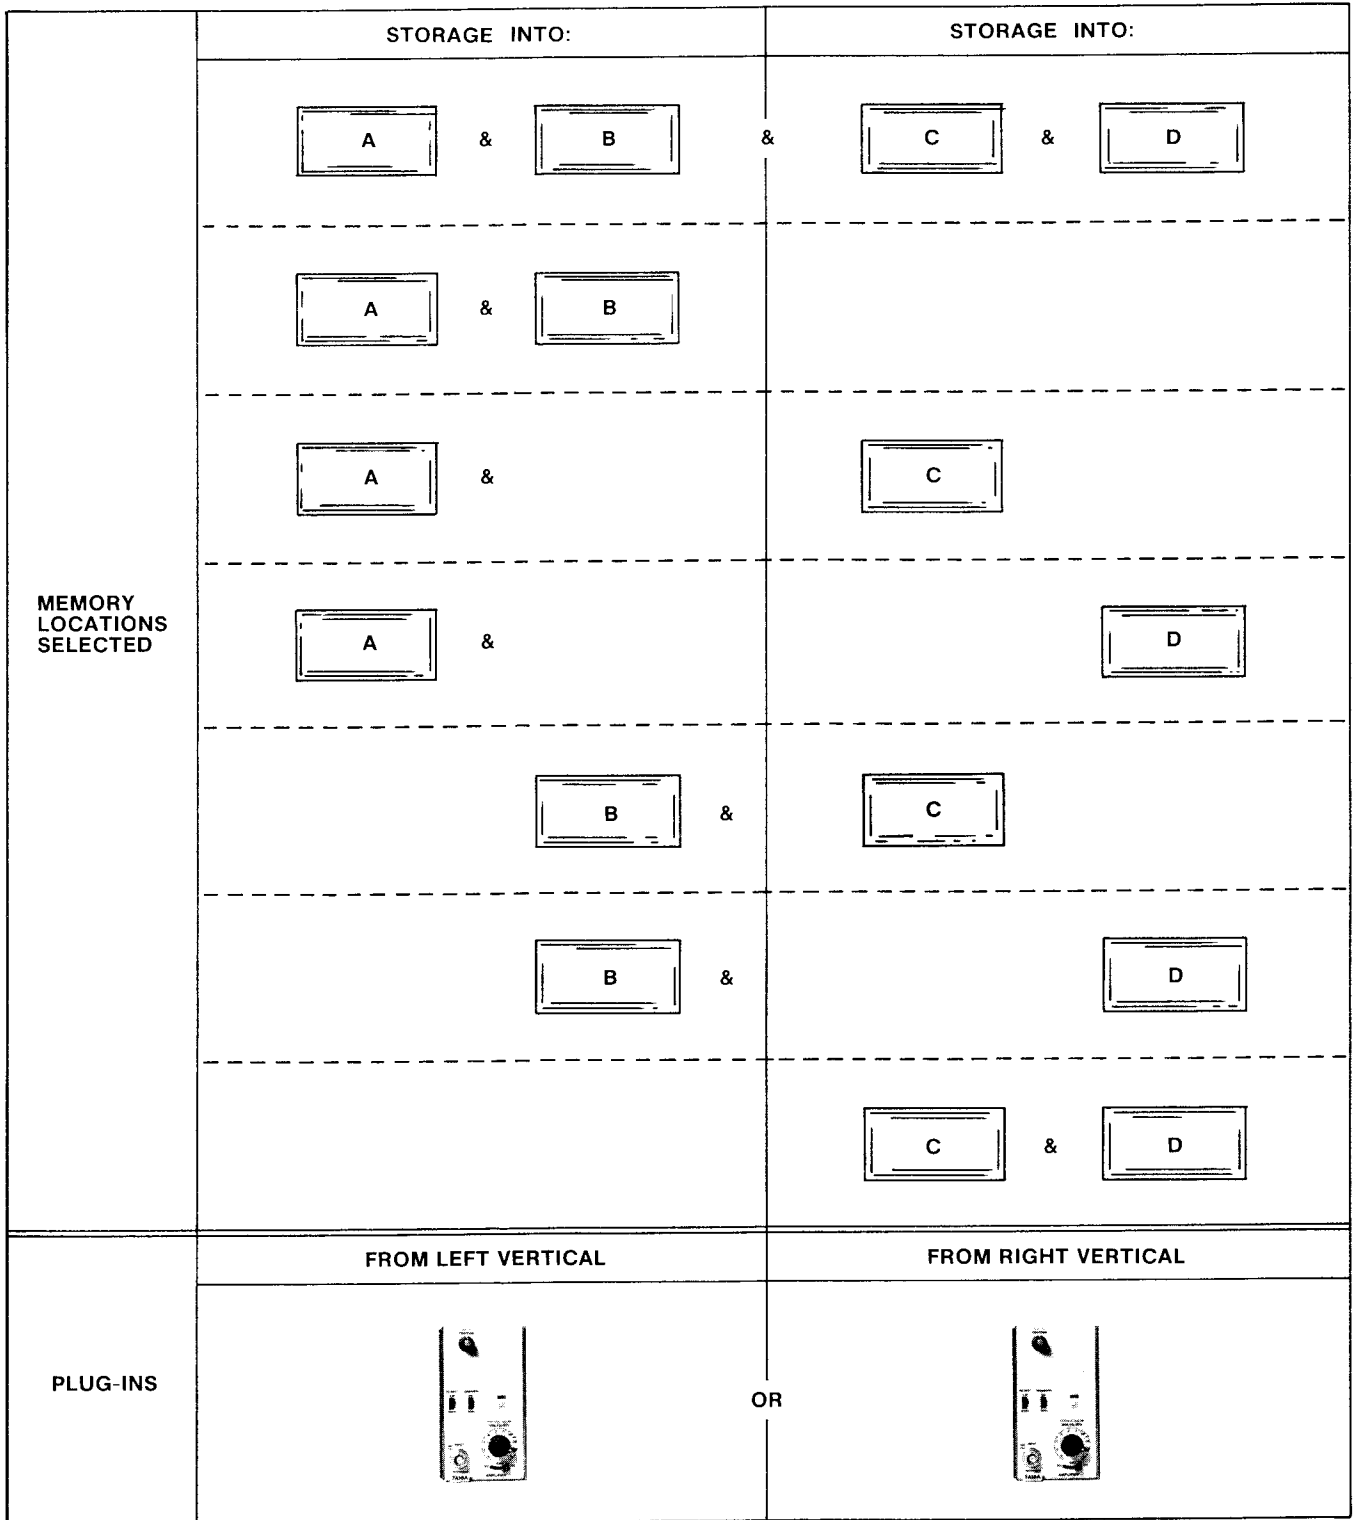 STORAGE INTO: STORAGE INTO:
A & B & C & D
A & B
A & C
A & D
MEMORY
LOCATIONS
SELECTED
B & C
B & D
C & D
FROM LEFT VERTICAL FROM RIGHT VERTICAL
PLUG-INS OR